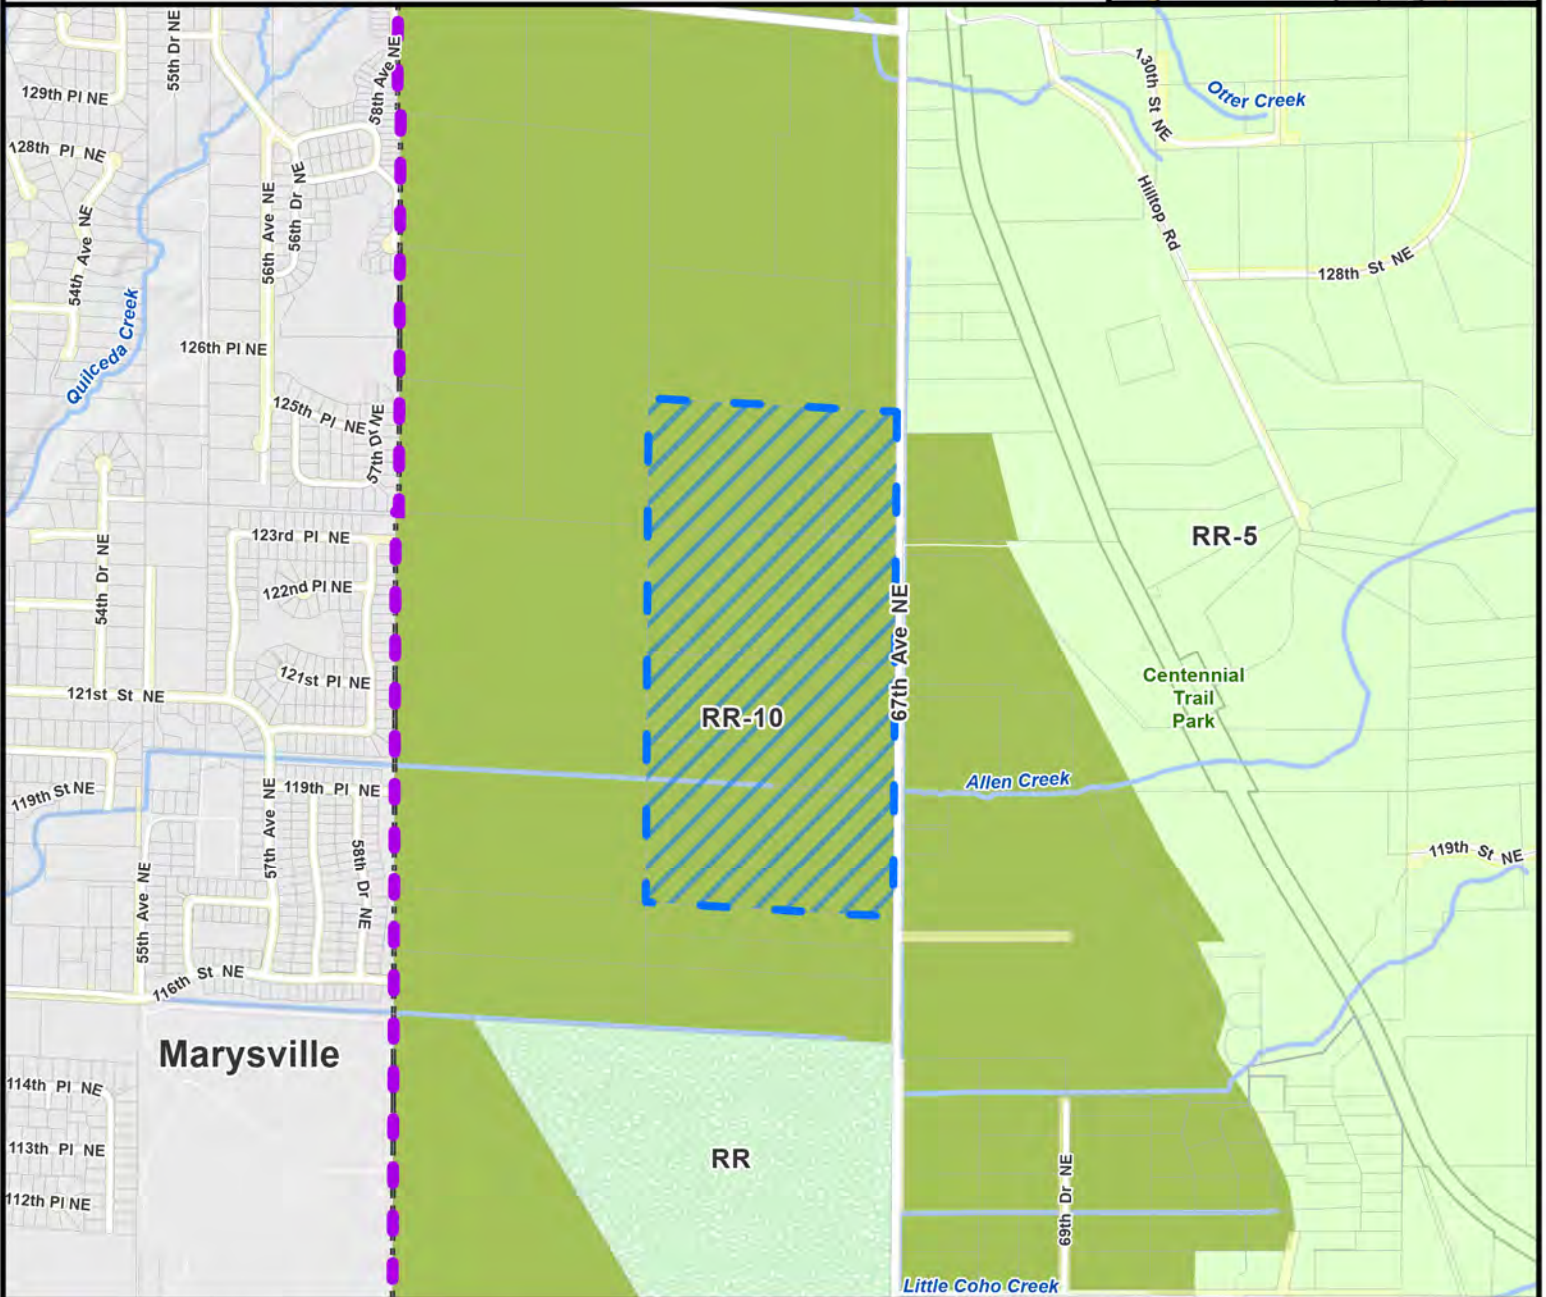 55th Dr NE
58th Ave NE
130th St NE
Otter Creek
129th Pl NE
128th Pl NE
56th Ave NE
56th Dr NE
54th Ave NE
Hilltop Rd
128th St NE
Quilceda Creek
126th Pl NE
125th Pl NE
57th Dr NE
123rd Pl NE
RR-5
54th Dr NE
122nd Pl NE
67th Ave NE
121st Pl NE
121st St NE
Centennial
Trail
Park
RR-10
Allen Creek
119th St NE
119th Pl NE
57th Ave NE
58th Dr NE
119th St NE
55th Ave NE
116th St NE
Marysville
114th Pl NE
113th Pl NE
RR
112th Pl NE
69th Dr NE
Little Coho Creek